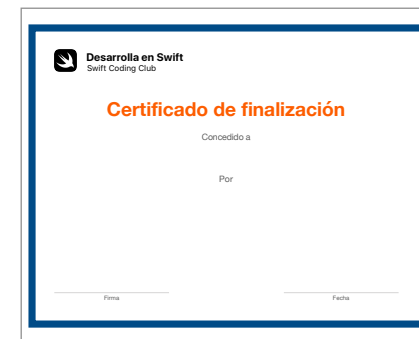 Desarrolla en Swift
Swift Coding Club
Certificado de finalización
Concedido a
Por
Firma
Fecha